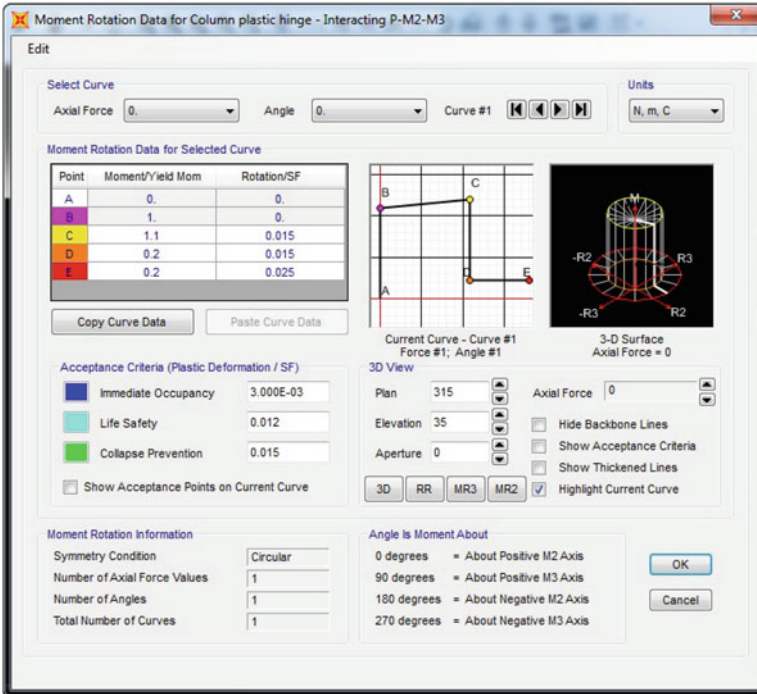 Moment Rotation Data for Column plastic hinge - Interacting P-M2-M3
Edit
Select Curve
Axial Force 0. Angle 0. Curve #1
Units
N, m, C
Moment Rotation Data for Selected Curve
Point Moment/Yield Mom Rotation/SF
A 0. 0.
B 1. 0.
C 1.1 0.015
D 0.2 0.015
E 0.2 0.025
Copy Curve Data Paste Curve Data
B C
D E
A
Current Curve - Curve #1
Force #1; Angle #1
M
-R2 R3
-R3 R2
3-D Surface
Axial Force = 0
Acceptance Criteria (Plastic Deformation / SF)
Immediate Occupancy 3.000E-03
Life Safety 0.012
Collapse Prevention 0.015
Show Acceptance Points on Current Curve
3D View
Plan 315
Elevation 35
Aperture 0
3D RR MR3 MR2
Axial Force 0
Hide Backbone Lines
Show Acceptance Criteria
Show Thickened Lines
Highlight Current Curve
Moment Rotation Information
Symmetry Condition Circular
Number of Axial Force Values 1
Number of Angles 1
Total Number of Curves 1
Angle Is Moment About
0 degrees = About Positive M2 Axis
90 degrees = About Positive M3 Axis
180 degrees = About Negative M2 Axis
270 degrees = About Negative M3 Axis
OK
Cancel